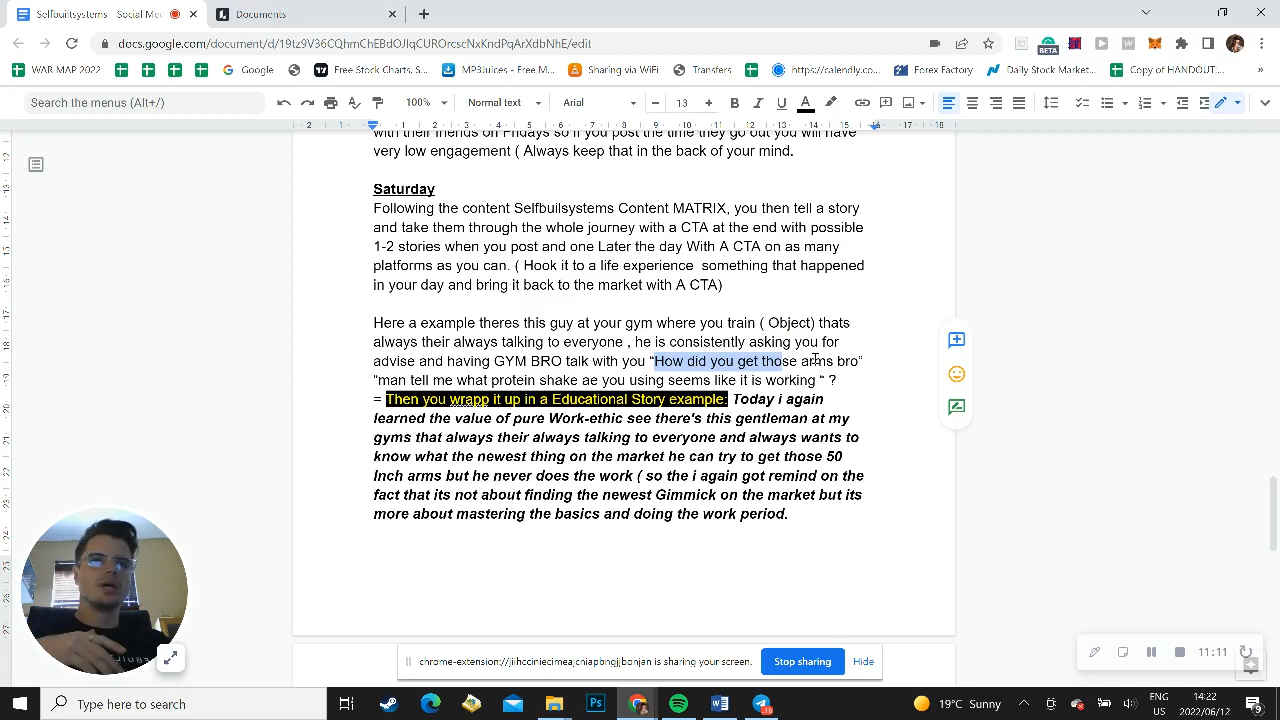 Selfbuiltsystems - Social Med
Documents
docs.google.com/document/d/
/edit
BETA
WAR MAP 2022
Google
Free Stock Charts, S...
MP3Juices - Free M...
Sharing via WiFi
Transfers
https://calendly.co...
Forex Factory
Daily Stock Market...
Copy of HANDOUT:...
Search the menus (Alt+/)
100%
Normal text
Arial
13
with their friends on Fridays so if you post the time they go out you will have
very low engagement ( Always keep that in the back of your mind.
Saturday
Following the content Selfbuilsystems Content MATRIX, you then tell a story
and take them through the whole journey with a CTA at the end with possible
1-2 stories when you post and one Later the day With A CTA on as many
platforms as you can. ( Hook it to a life experience something that happened
in your day and bring it back to the market with A CTA)
Here a example theres this guy at your gym where you train ( Object) thats
always their always talking to everyone , he is consistently asking you for
advise and having GYM BRO talk with you “How did you get those arms bro”
“man tell me what protein shake ae you using seems like it is working “ ?
= Then you wrapp it up in a Educational Story example: Today i again
learned the value of pure Work-ethic see there's this gentleman at my
gyms that always their always talking to everyone and always wants to
know what the newest thing on the market he can try to get those 50
Inch arms but he never does the work ( so the i again got remind on the
fact that its not about finding the newest Gimmick on the market but its
more about mastering the basics and doing the work period.
is sharing your screen.
Stop sharing
Hide
11:11
Type here to search
19°C Sunny
ENG
US
14:22
2022/06/12